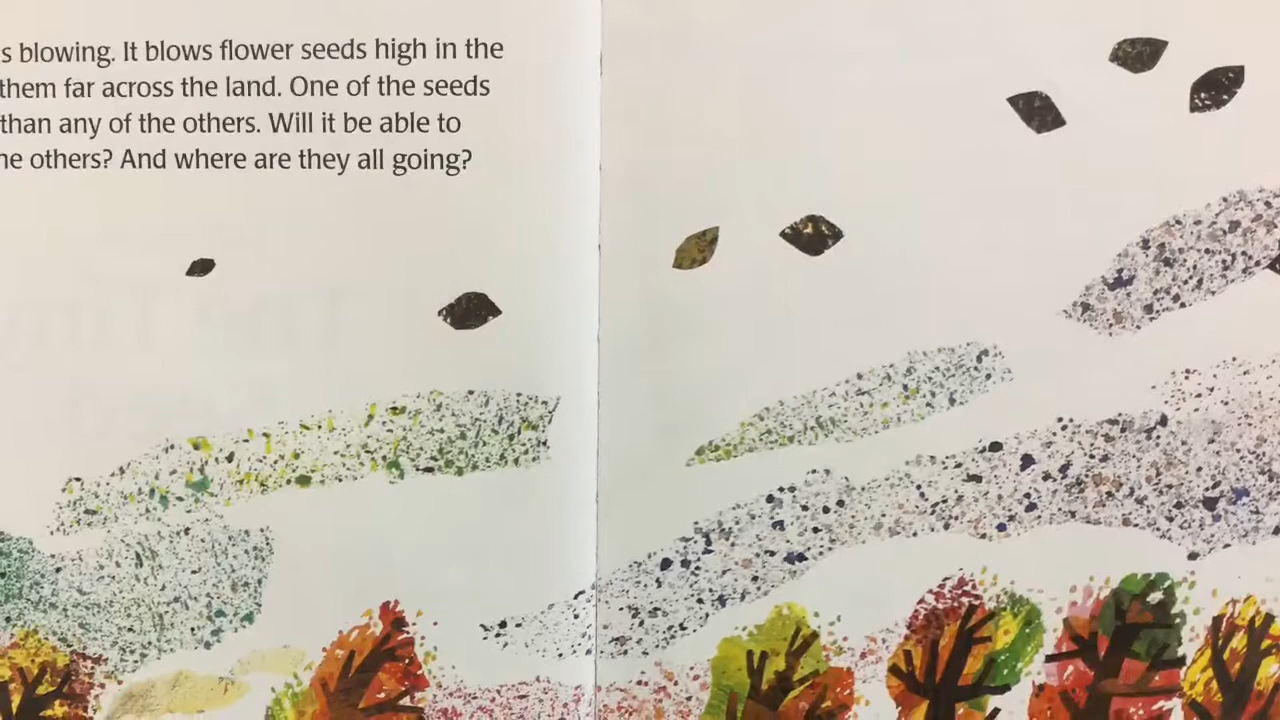 s blowing. It blows flower seeds high in the
them far across the land. One of the seeds
than any of the others. Will it be able to
he others? And where are they all going?